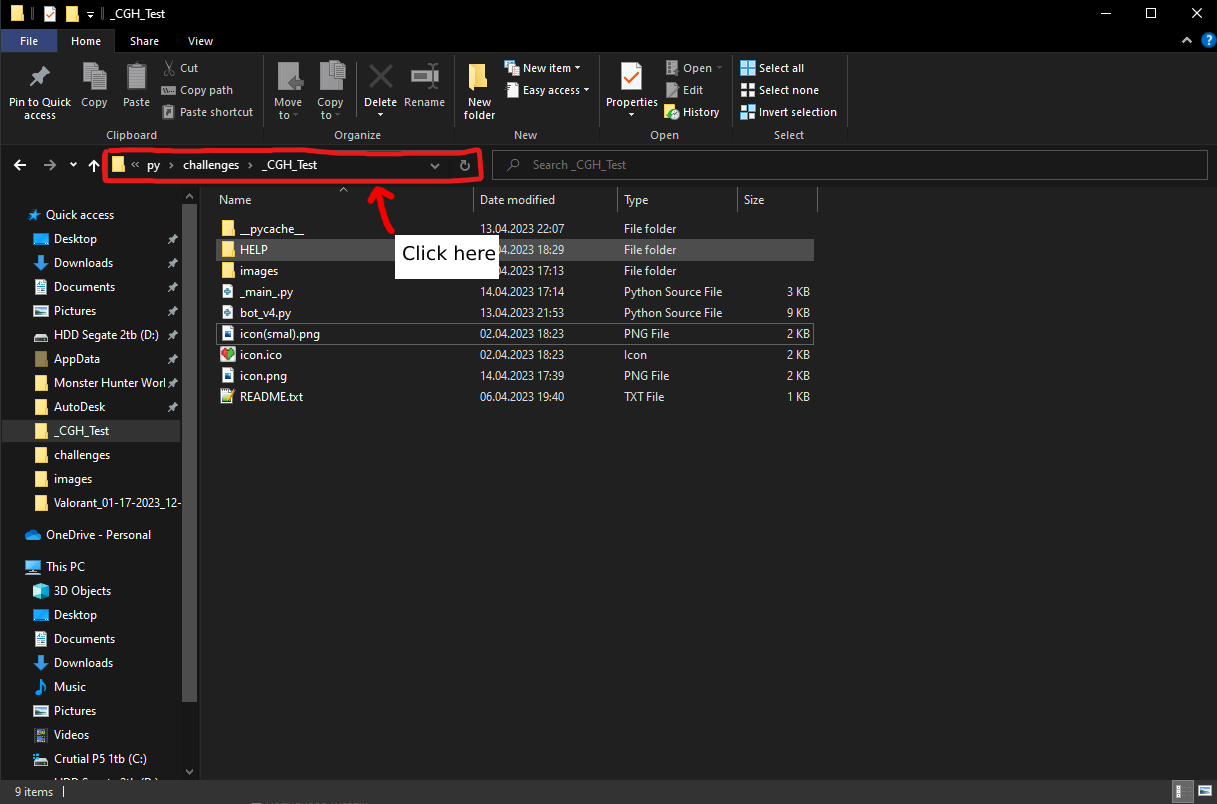 _CGH_Test
File Home Share View
Pin to Quick access
Copy
Paste
Cut
Copy path
Paste shortcut
Clipboard
Move to
Copy to
Delete
Rename
Organize
New folder
New item
Easy access
New
Properties
Open
Edit
History
Open
Select all
Select none
Invert selection
Select
« py › challenges › _CGH_Test
Search _CGH_Test
Click here
Quick access
Desktop
Downloads
Documents
Pictures
HDD Segate 2tb (D:)
AppData
Monster Hunter Worl
AutoDesk
_CGH_Test
challenges
images
Valorant_01-17-2023_12-
OneDrive - Personal
This PC
3D Objects
Desktop
Documents
Downloads
Music
Pictures
Videos
Crutial P5 1tb (C:)
Name Date modified Type Size
__pycache__ 13.04.2023 22:07 File folder
HELP .04.2023 18:29 File folder
images .04.2023 17:13 File folder
_main_.py 14.04.2023 17:14 Python Source File 3 KB
bot_v4.py 13.04.2023 21:53 Python Source File 9 KB
icon(smal).png 02.04.2023 18:23 PNG File 2 KB
icon.ico 02.04.2023 18:23 Icon 2 KB
icon.png 14.04.2023 17:39 PNG File 2 KB
README.txt 06.04.2023 19:40 TXT File 1 KB
9 items